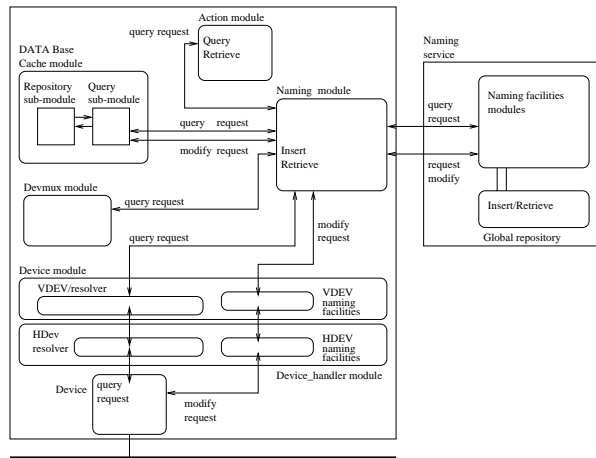 Action module
query request
Query
Retrieve
DATA Base
Cache module
Repository
sub-module
Query
sub-module
Naming module
query request
modify request
Insert
Retrieve
Naming
service
query
request
request
modify
Naming facilities
modules
Insert/Retrieve
Global repository
Devmux module
query request
query request
modify
request
Device module
VDEV/resolver
VDEV
naming
facilities
HDev
resolver
HDEV
naming
facilities
Device_handler module
Device
query
request
modify
request